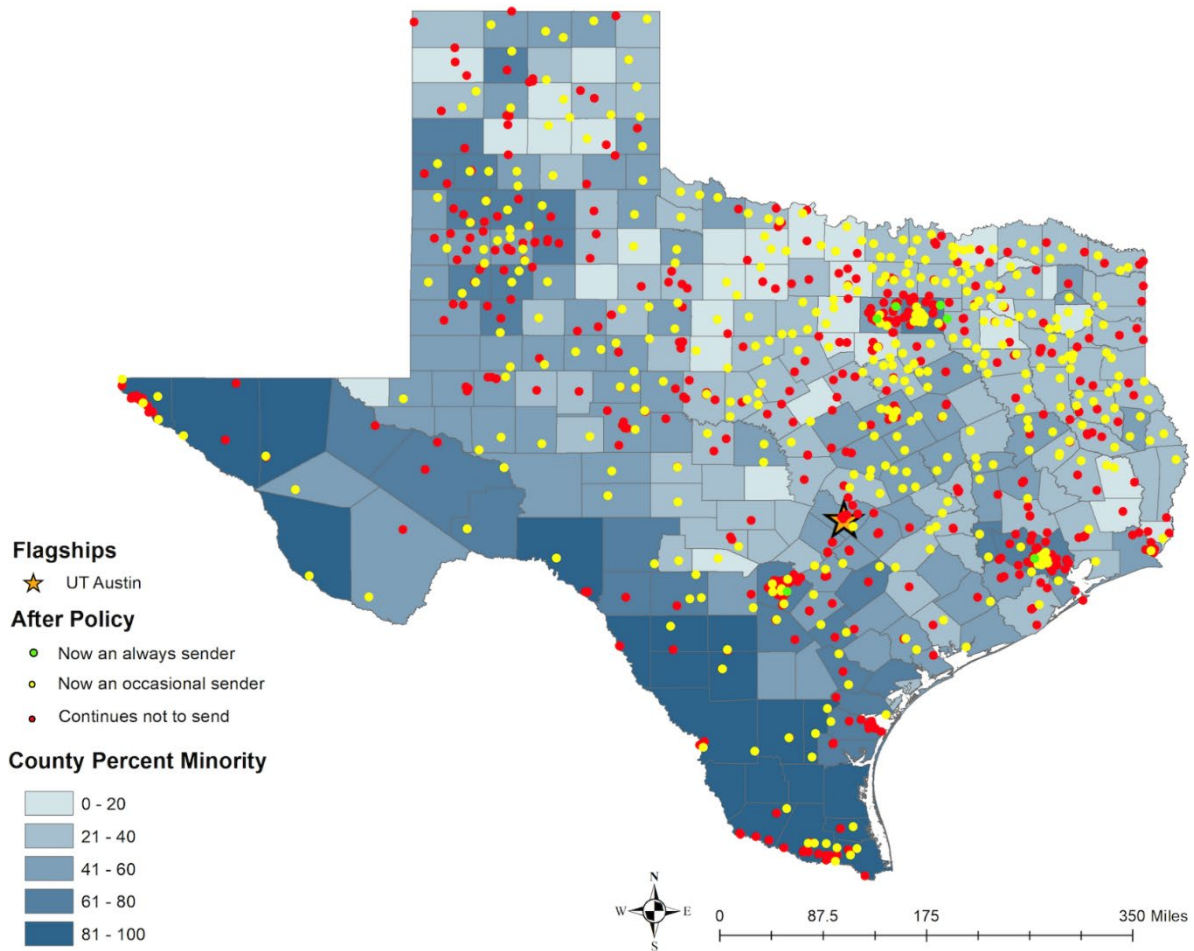 Flagships
UT Austin
After Policy
Now an always sender
Now an occasional sender
Continues not to send
County Percent Minority
0 - 20
21 - 40
41 - 60
61 - 80
81 - 100
N
W E
S
0 87.5 175 350 Miles